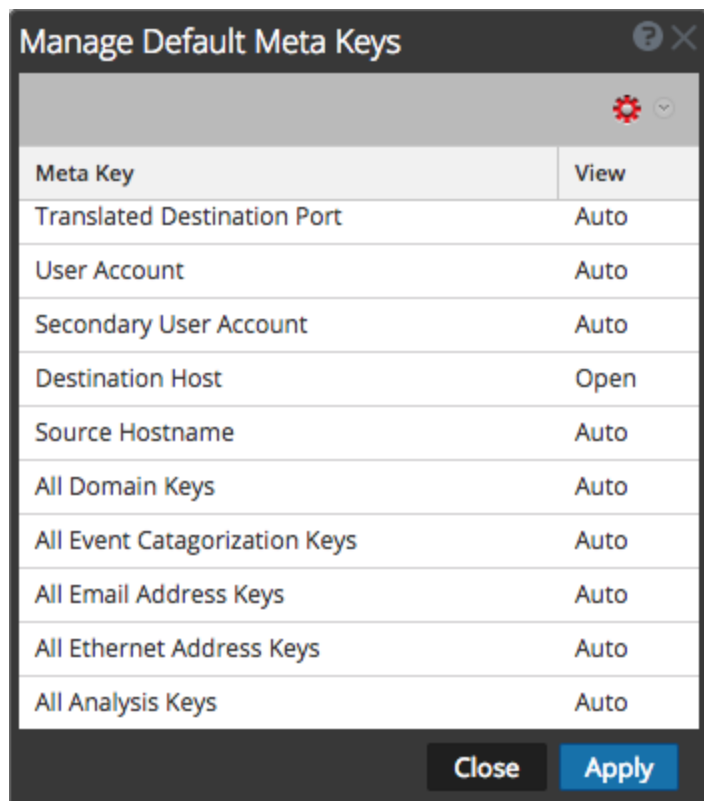 Manage Default Meta Keys
Meta Key View
Translated Destination Port Auto
User Account Auto
Secondary User Account Auto
Destination Host Open
Source Hostname Auto
All Domain Keys Auto
All Event Catagorization Keys Auto
All Email Address Keys Auto
All Ethernet Address Keys Auto
All Analysis Keys Auto
Close Apply